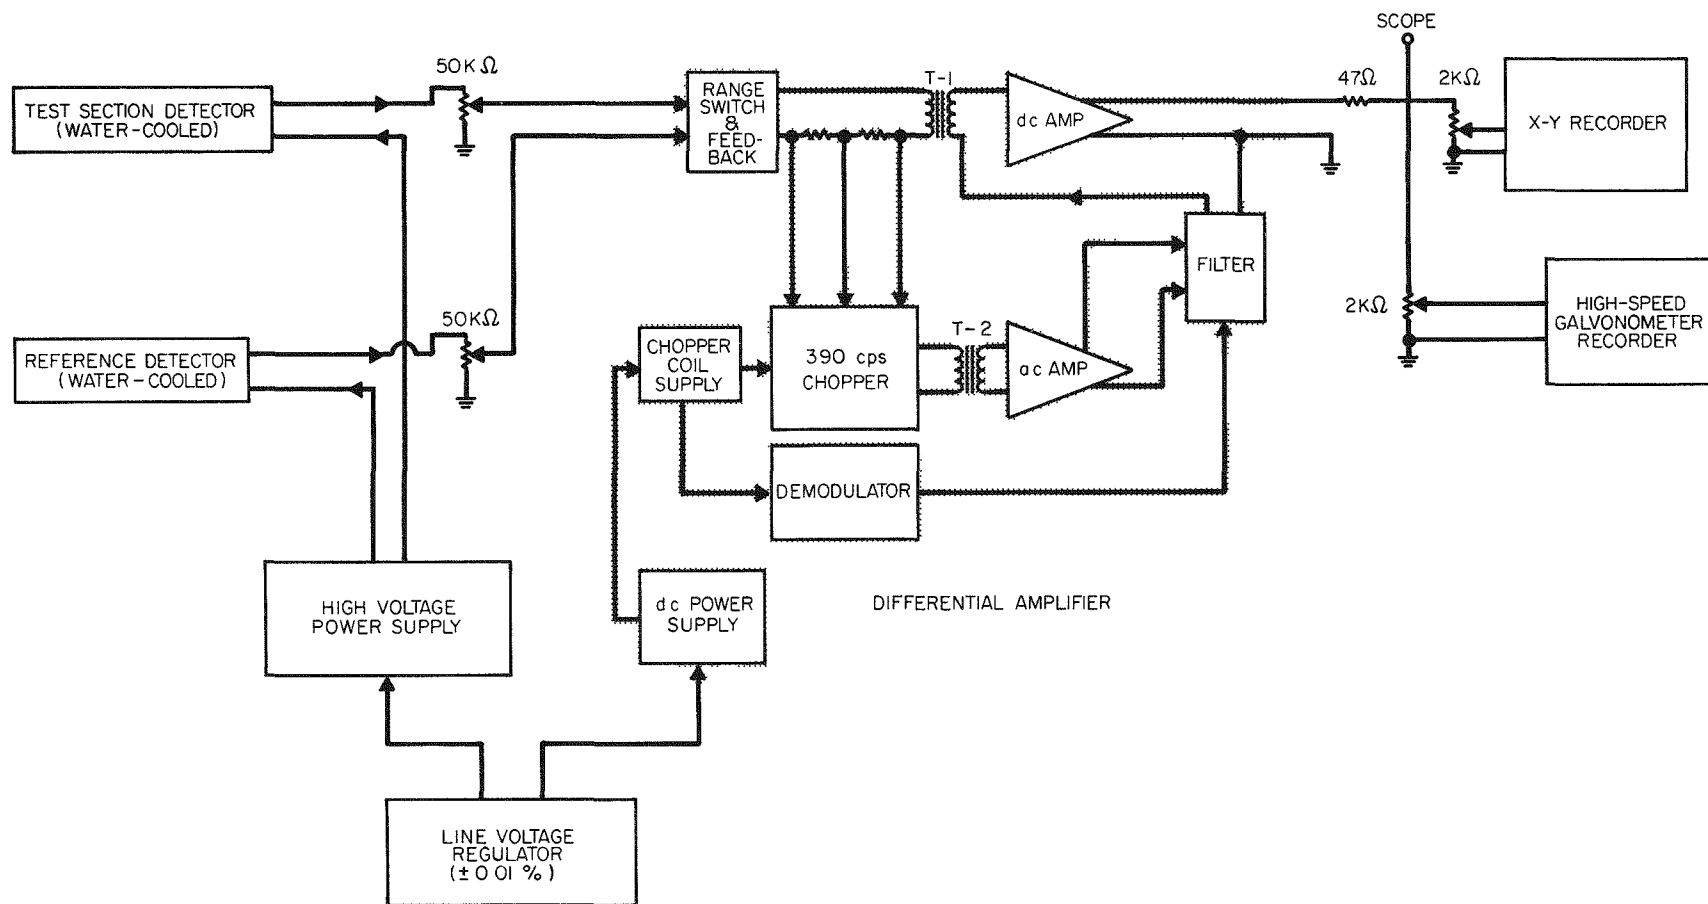 SCOPE
50KΩ
TEST SECTION DETECTOR
(WATER-COOLED)
RANGE
SWITCH
&
FEED-
BACK
T-1
dc AMP
47Ω
2KΩ
X-Y RECORDER
FILTER
2KΩ
HIGH-SPEED
GALVONOMETER
RECORDER
50KΩ
REFERENCE DETECTOR
(WATER-COOLED)
CHOPPER
COIL
SUPPLY
390 cps
CHOPPER
T-2
ac AMP
DEMODULATOR
HIGH VOLTAGE
POWER SUPPLY
dc POWER
SUPPLY
DIFFERENTIAL AMPLIFIER
LINE VOLTAGE
REGULATOR
(± 0 01 %)